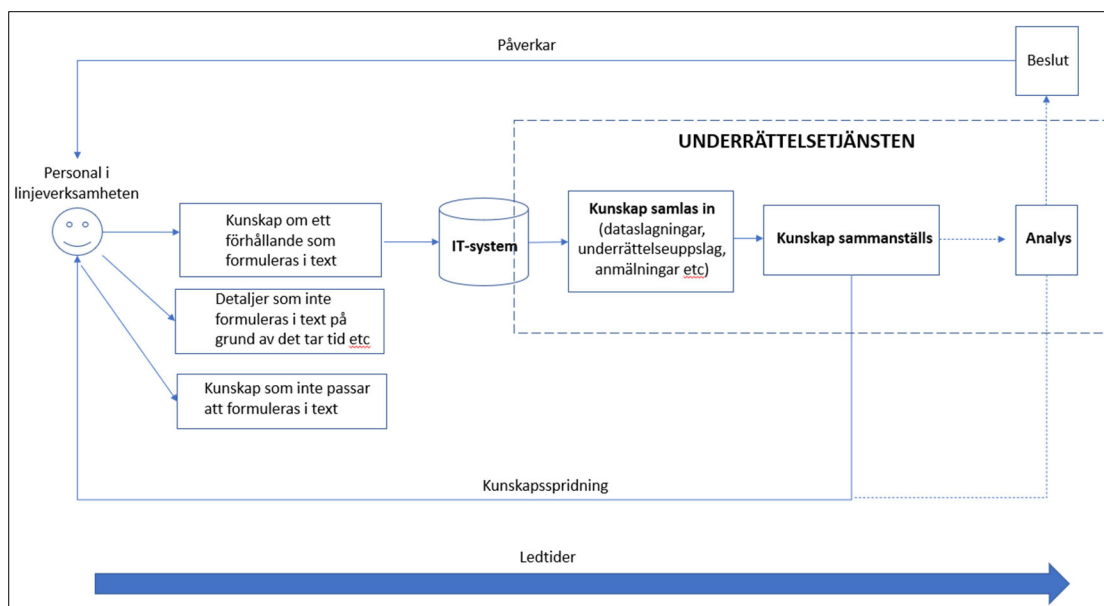 Påverkar
Beslut
UNDERRÄTTELSETJÄNSTEN
Personal i
linjeverksamheten
Kunskap om ett
förhållande som
formuleras i text
IT-system
Kunskap samlas in
(dataslagningar,
underrättelseuppslag,
anmälningar etc)
Kunskap sammanställs
Analys
Detaljer som inte
formuleras i text på
grund av det tar tid etc
Kunskap som inte passar
att formuleras i text
Kunskapsspridning
Ledtider